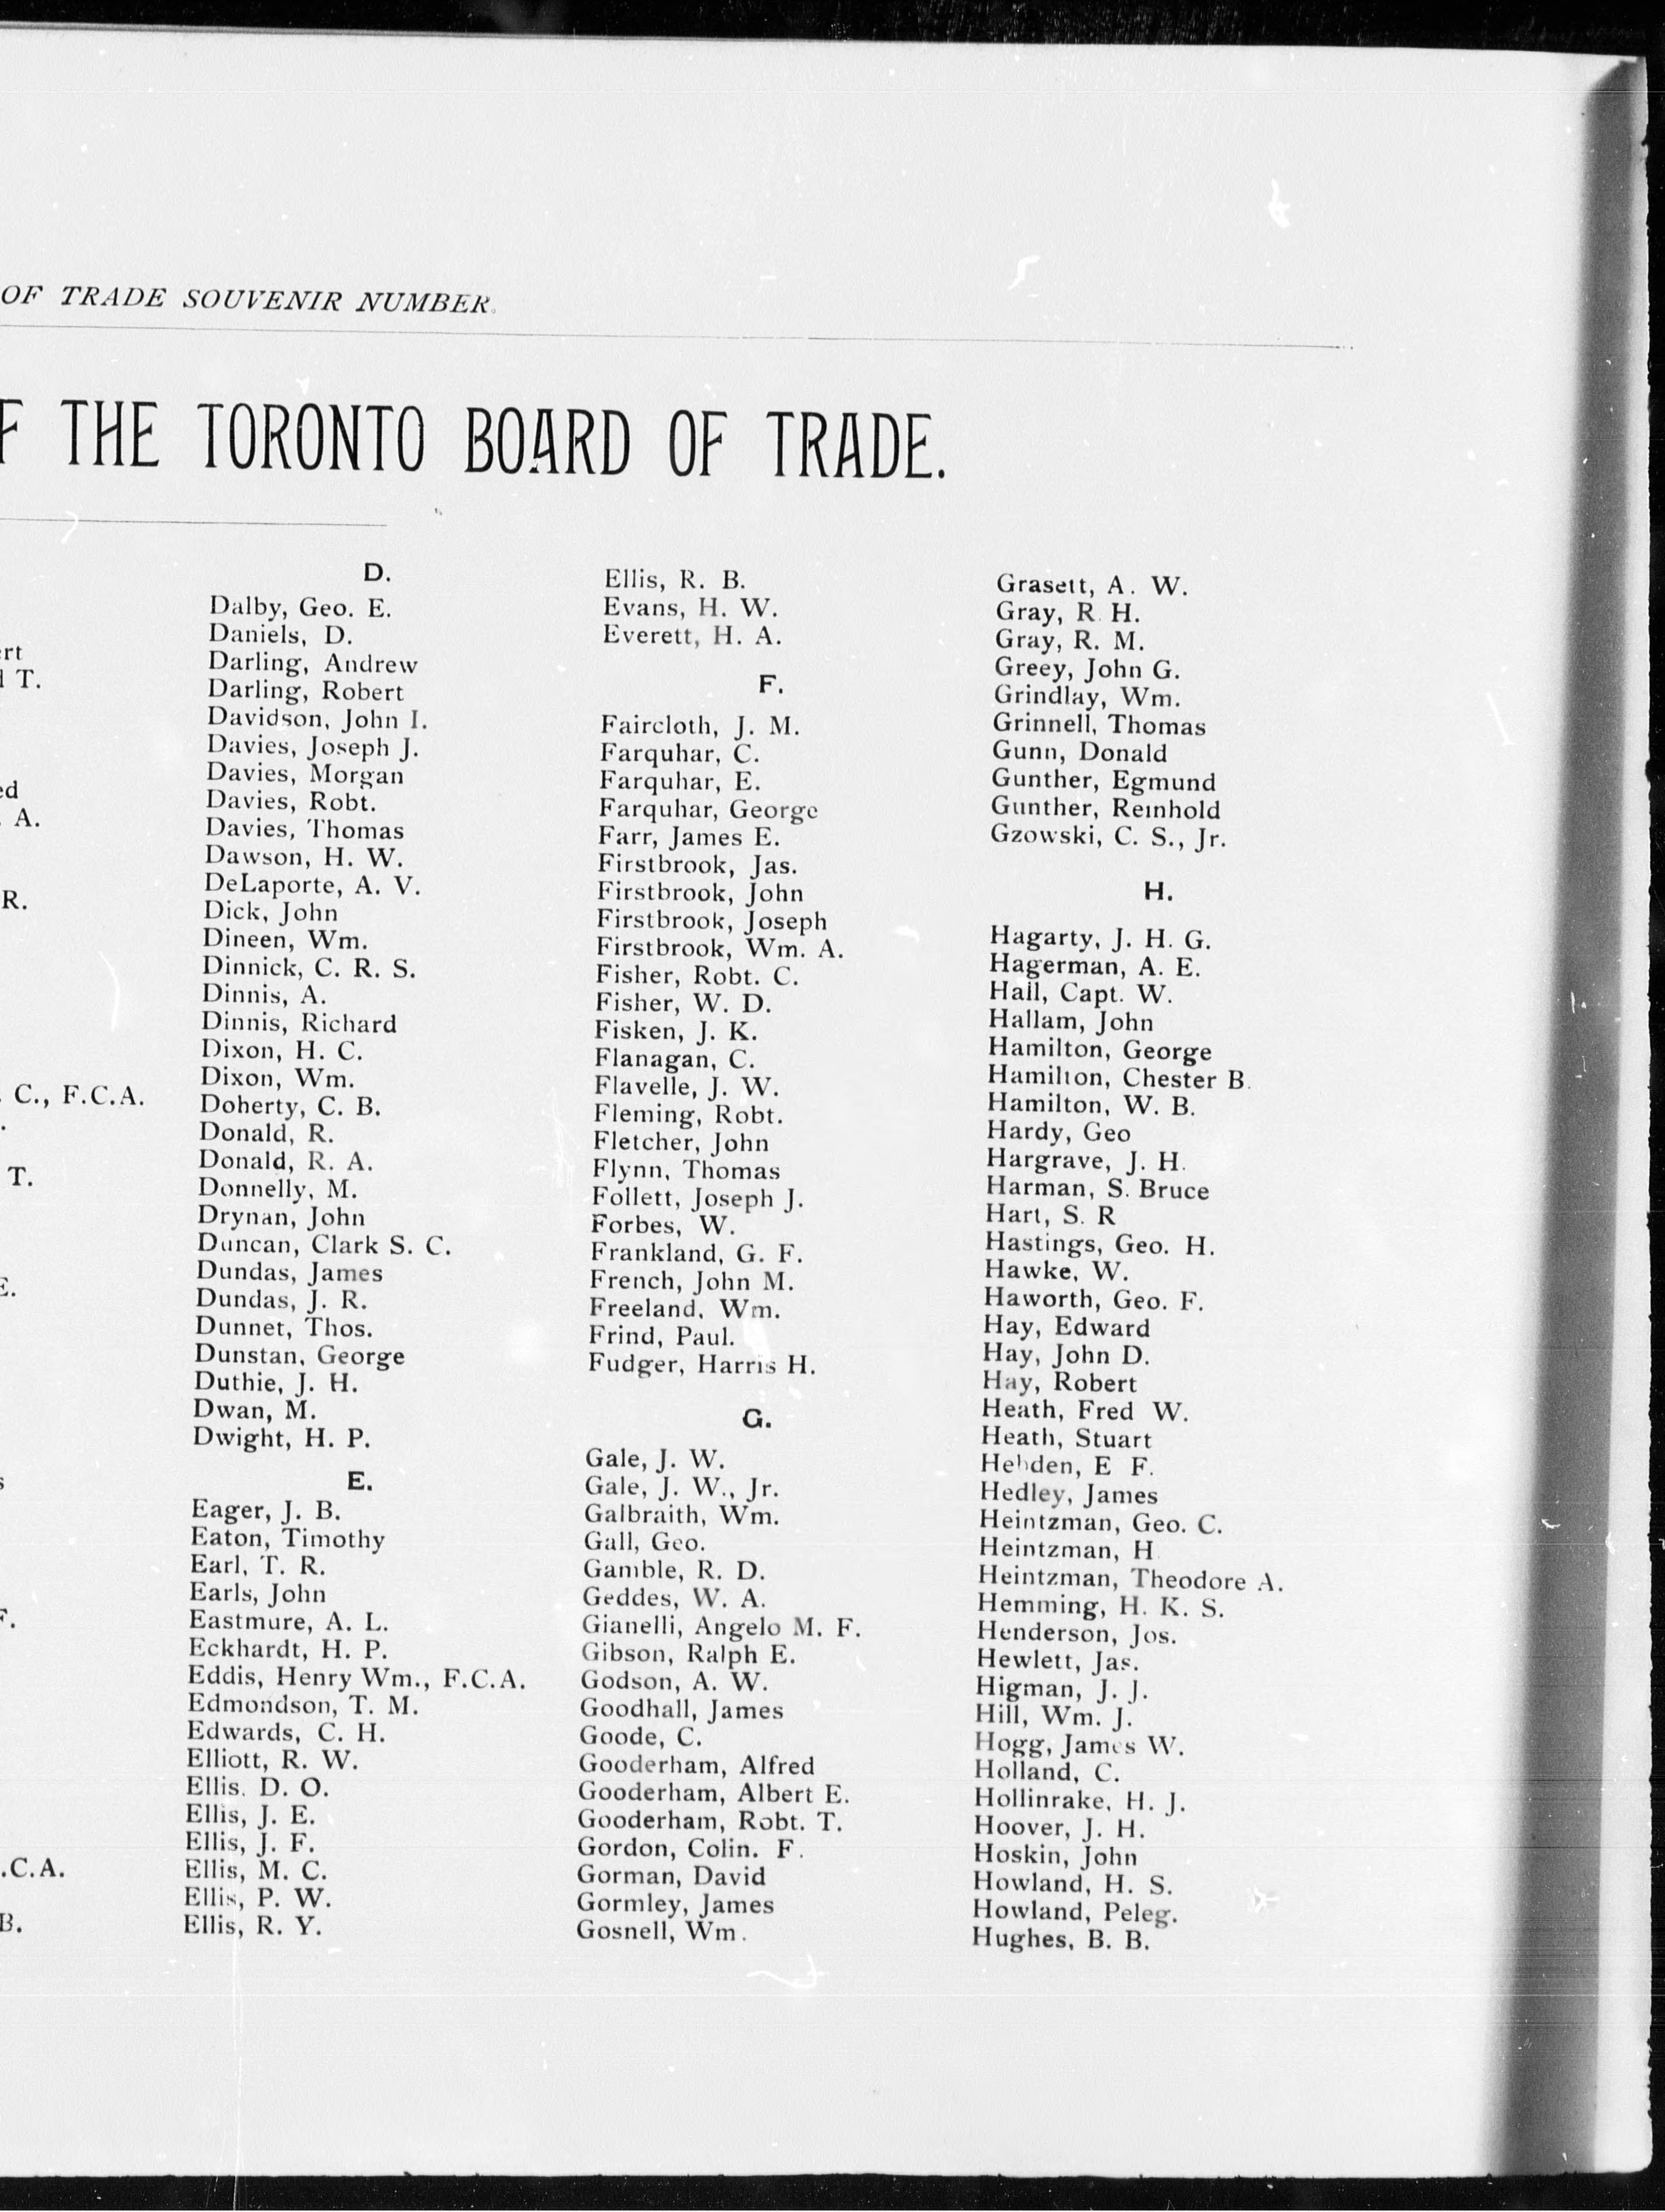 OF TRADE SOUVENIR NUMBER.
F THE TORONTO BOARD OF TRADE.
rt
T.
ed
A.
R.
C., F.C.A.
T.
E.
s
F.
.C.A.
B.
D.
Dalby, Geo. E.
Daniels, D.
Darling, Andrew
Darling, Robert
Davidson, John I.
Davies, Joseph J.
Davies, Morgan
Davies, Robt.
Davies, Thomas
Dawson, H. W.
DeLaporte, A. V.
Dick, John
Dineen, Wm.
Dinnick, C. R. S.
Dinnis, A.
Dinnis, Richard
Dixon, H. C.
Dixon, Wm.
Doherty, C. B.
Donald, R.
Donald, R. A.
Donnelly, M.
Drynan, John
Duncan, Clark S. C.
Dundas, James
Dundas, J. R.
Dunnet, Thos.
Dunstan, George
Duthie, J. H.
Dwan, M.
Dwight, H. P.
E.
Eager, J. B.
Eaton, Timothy
Earl, T. R.
Earls, John
Eastmure, A. L.
Eckhardt, H. P.
Eddis, Henry Wm., F.C.A.
Edmondson, T. M.
Edwards, C. H.
Elliott, R. W.
Ellis. D. O.
Ellis, J. E.
Ellis, J. F.
Ellis, M. C.
Ellis, P. W.
Ellis, R. Y.
Ellis, R. B.
Evans, H. W.
Everett, H. A.
F.
Faircloth, J. M.
Farquhar, C.
Farquhar, E.
Farquhar, George
Farr, James E.
Firstbrook, Jas.
Firstbrook, John
Firstbrook, Joseph
Firstbrook, Wm. A.
Fisher, Robt. C.
Fisher, W. D.
Fisken, J. K.
Flanagan, C.
Flavelle, J. W.
Fleming, Robt.
Fletcher, John
Flynn, Thomas
Follett, Joseph J.
Forbes, W.
Frankland, G. F.
French, John M.
Freeland. Wm.
Frind, Paul.
Fudger, Harris H.
G.
Gale, J. W.
Gale, J. W., Jr.
Galbraith, Wm.
Gall, Geo.
Gamble, R. D.
Geddes, W. A.
Gianelli, Angelo M. F.
Gibson, Ralph E.
Godson, A. W.
Goodhall, James
Goode, C.
Gooderham, Alfred
Gooderham, Albert E.
Gooderham, Robt. T.
Gordon, Colin. F.
Gorman, David
Gormley, James
Gosnell, Wm.
Grasett, A. W.
Gray, R. H.
Gray, R. M.
Greey, John G.
Grindlay, Wm.
Grinnell, Thomas
Gunn, Donald
Gunther, Egmund
Gunther, Reinhold
Gzowski, C. S., Jr.
H.
Hagarty, J. H. G.
Hagerman, A. E.
Hall, Capt. W.
Hallam, John
Hamilton, George
Hamilton, Chester B.
Hamilton, W. B.
Hardy, Geo
Hargrave, J. H.
Harman, S. Bruce
Hart, S. R
Hastings, Geo. H.
Hawke, W.
Haworth, Geo. F.
Hay, Edward
Hay, John D.
Hay, Robert
Heath, Fred W.
Heath, Stuart
Hebden, E F.
Hedley, James
Heintzman, Geo. C.
Heintzman, H
Heintzman, Theodore A.
Hemming, H. K. S.
Henderson, Jos.
Hewlett, Jas.
Higman, J. J.
Hill, Wm. J.
Hogg, James W.
Holland, C.
Hollinrake, H. J.
Hoover, J. H.
Hoskin, John
Howland, H. S.
Howland, Peleg.
Hughes, B. B.